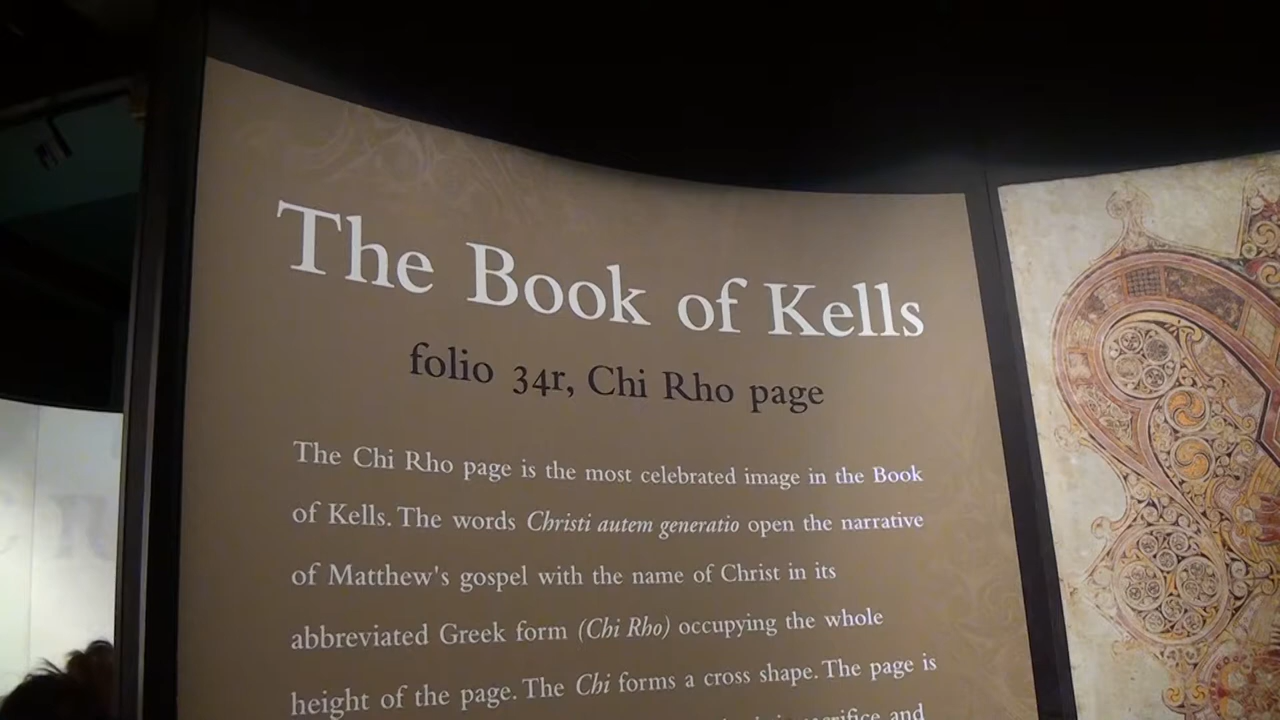 The Book of Kells
folio 34r, Chi Rho page
The Chi Rho page is the most celebrated image in the Book
of Kells. The words Christi autem generatio open the narrative
of Matthew's gospel with the name of Christ in its
abbreviated Greek form (Chi Rho) occupying the whole
height of the page. The Chi forms a cross shape. The page is
and